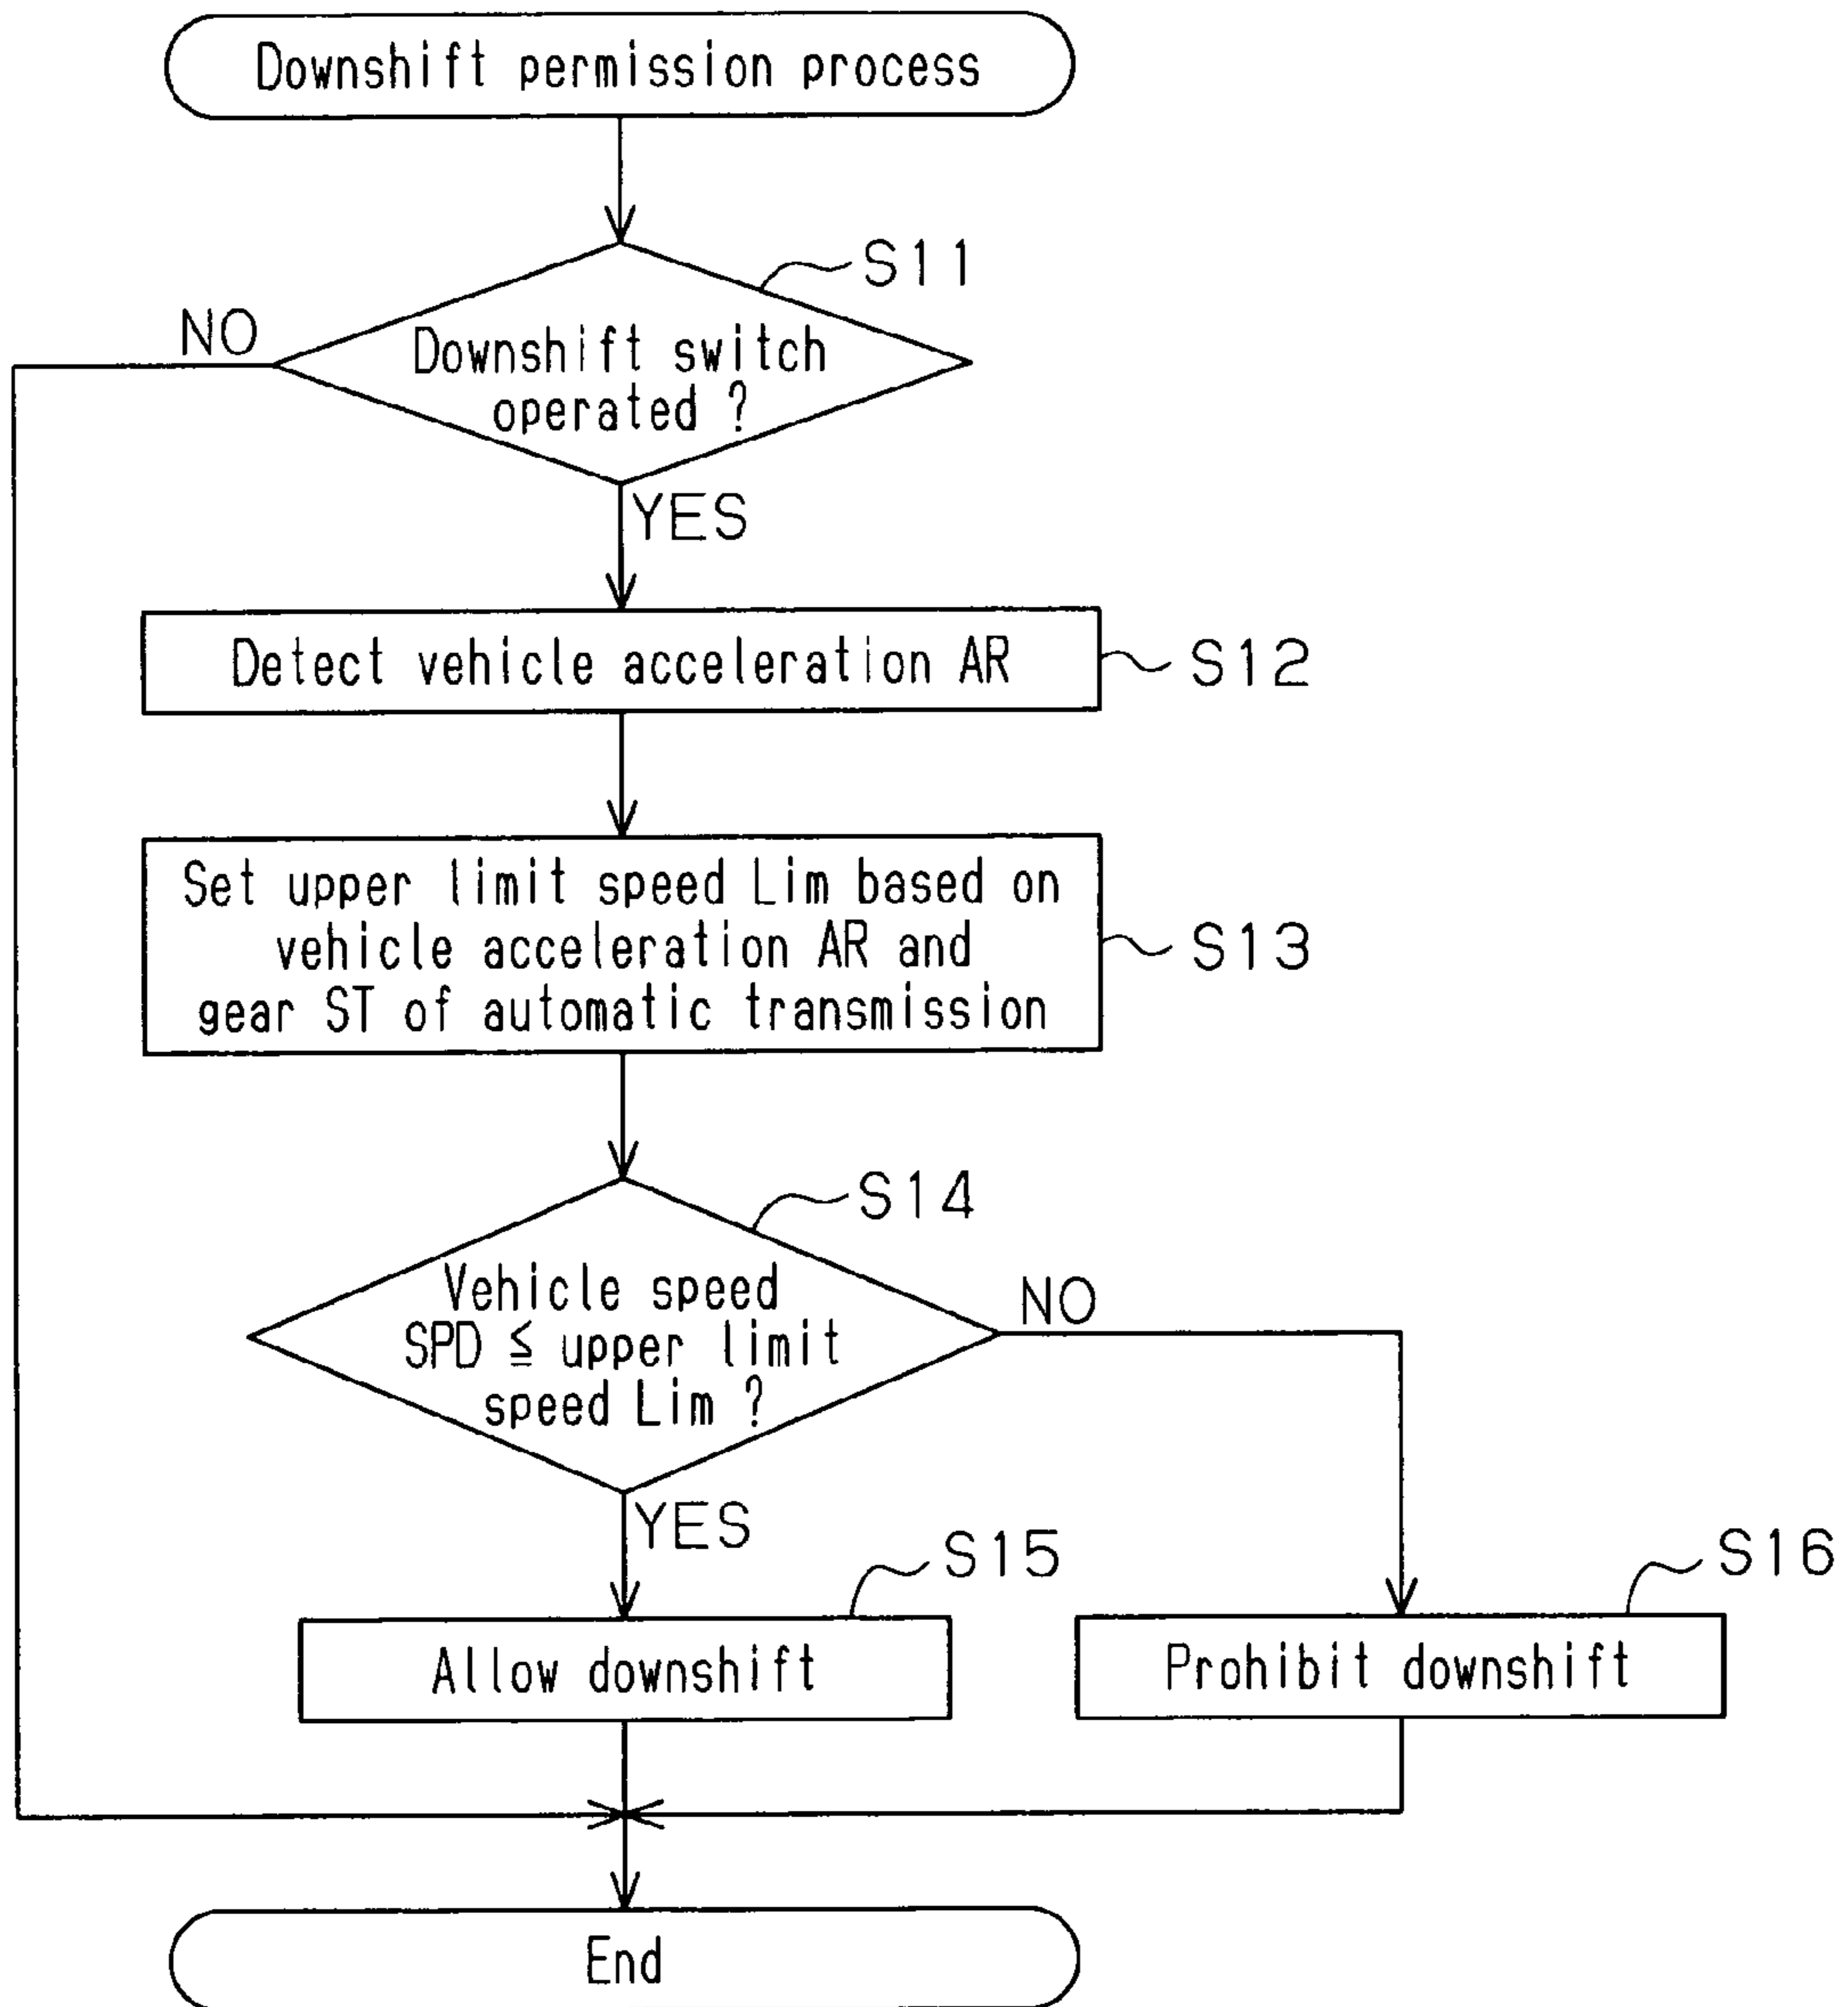 Downshift permission process
S11
NO
Downshift switch
operated ?
YES
Detect vehicle acceleration AR
S12
Set upper limit speed Lim based on
vehicle acceleration AR and
gear ST of automatic transmission
S13
S14
Vehicle speed
SPD ≦ upper limit
speed Lim ?
NO
YES
S15
S16
Allow downshift
Prohibit downshift
End